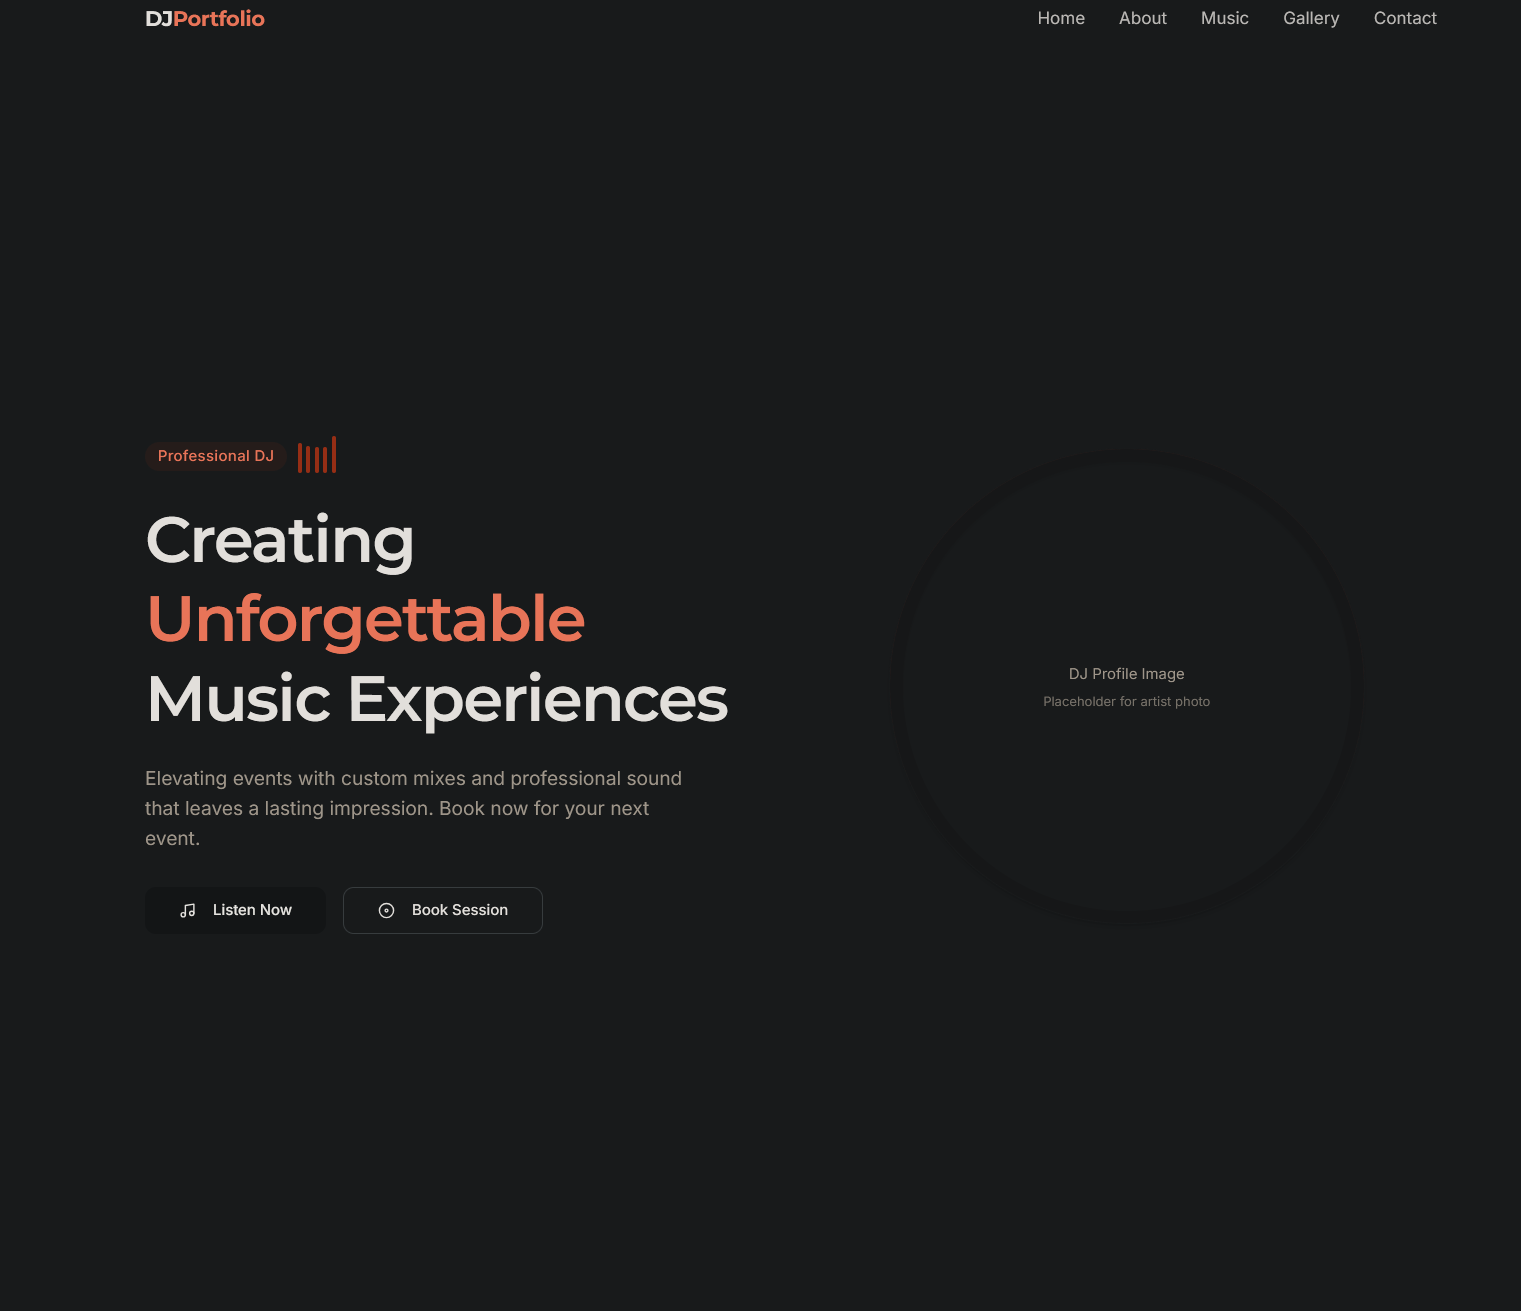 DJPortfolio
Home About Music Gallery Contact
Professional DJ
Creating
Unforgettable
Music Experiences
Elevating events with custom mixes and professional sound
that leaves a lasting impression. Book now for your next
event.
Listen Now
Book Session
DJ Profile Image
Placeholder for artist photo